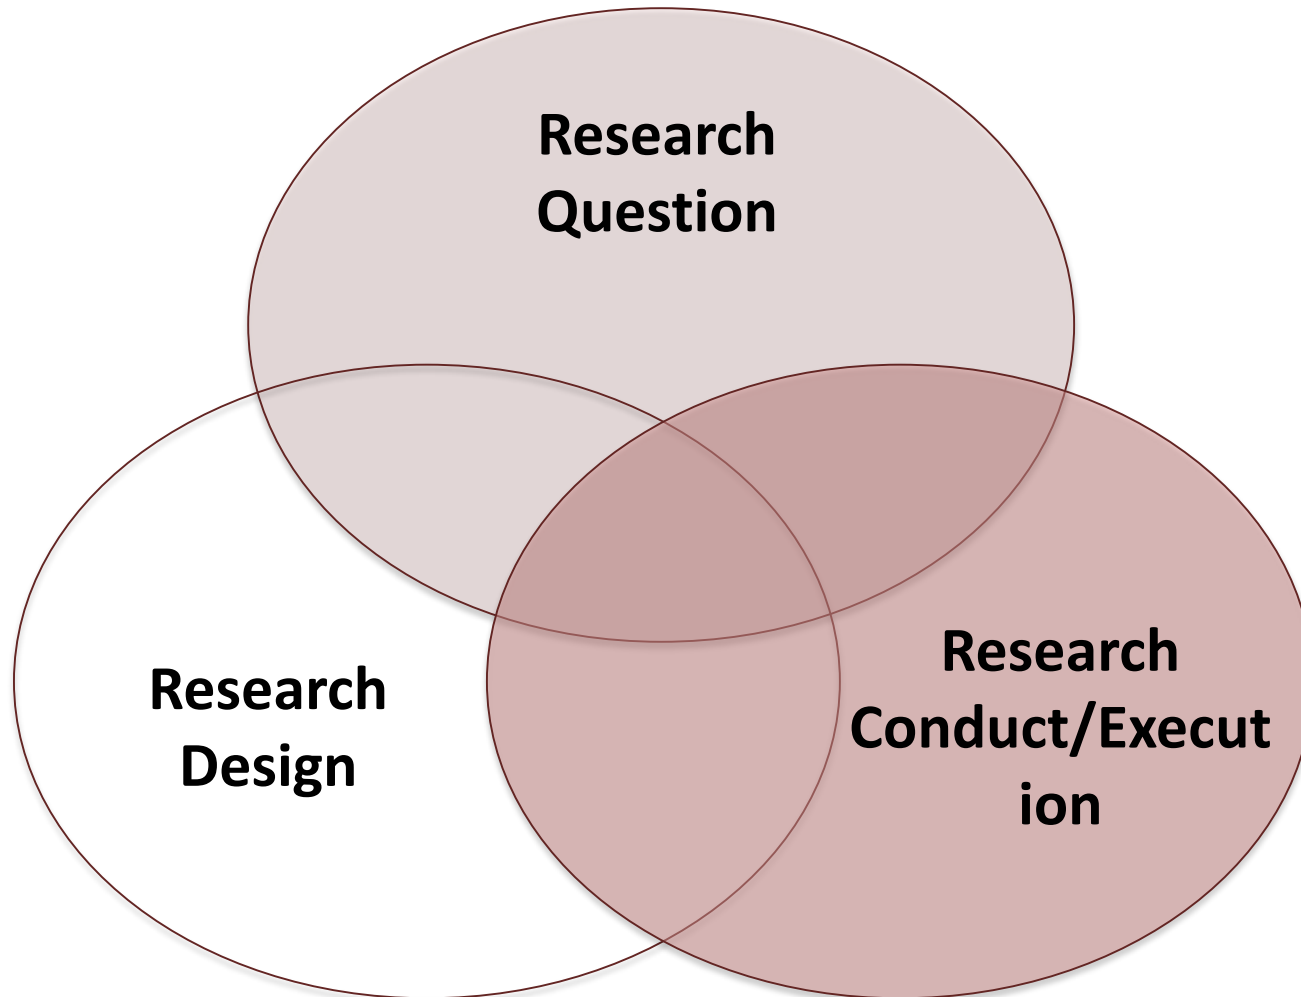 Research
Question
Research
Design
Research
Conduct/Execut
ion